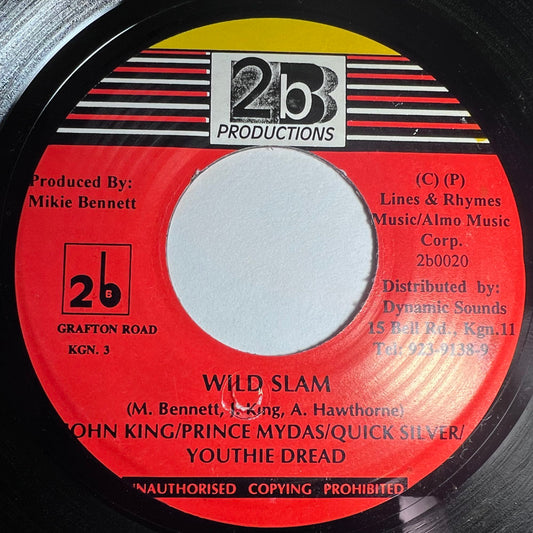 2bB
PRODUCTIONS
Produced By:
Mikie Bennett
(C) (P)
Lines & Rhymes
Music/Almo Music
Corp.
2b0020
2b
B
GRAFTON ROAD
KGN. 3
Distributed by:
Dynamic Sounds
15 Bell Rd., Kgn.11
Tel: 923-9138-9
WILD SLAM
(M. Bennett, J. King, A. Hawthorne)
JOHN KING/PRINCE MYDAS/QUICK SILVER/
YOUTHIE DREAD
UNAUTHORISED COPYING PROHIBITED